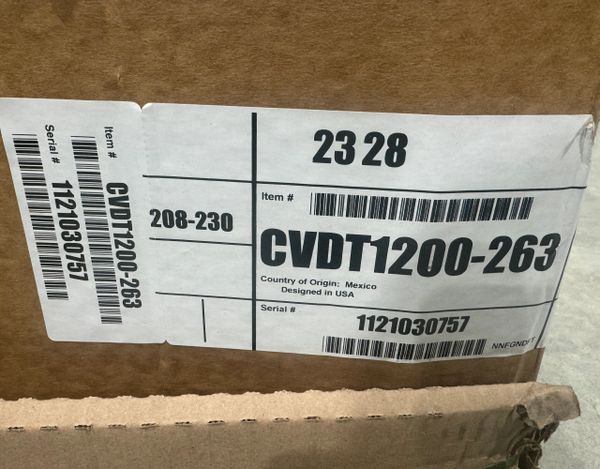 Item #
CVDT1200-263
Serial #
1121030757
23 28
208-230
Item #
CVDT1200-263
Country of Origin: Mexico
Designed in USA
Serial #
1121030757